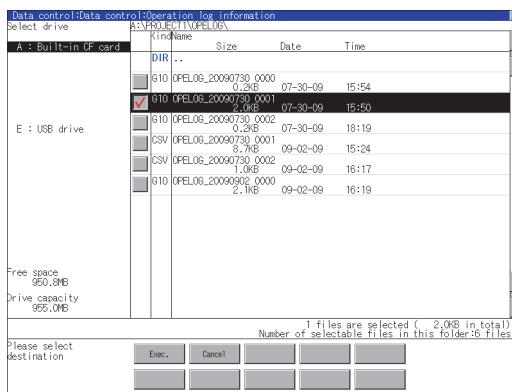 Data control:Data control:Operation log information
Select drive
A:\PROJECT1\OPELOG\
Kind Name
Size Date Time
A : Built-in CF card
DIR ..
G10 OPELOG_20090730_0000
0.2KB 07-30-09 15:54
G10 OPELOG_20090730_0001
2.0KB 07-30-09 15:50
G10 OPELOG_20090730_0002
0.2KB 07-30-09 18:19
E : USB drive
CSV OPELOG_20090730_0001
8.7KB 09-02-09 15:24
CSV OPELOG_20090730_0002
1.0KB 09-02-09 16:17
G10 OPELOG_20090902_0000
2.1KB 09-02-09 16:19
Free space
950.8MB
Drive capacity
955.0MB
1 files are selected ( 2.0KB in total)
Number of selectable files in this folder:6 files
Please select
destination
Exec. Cancel